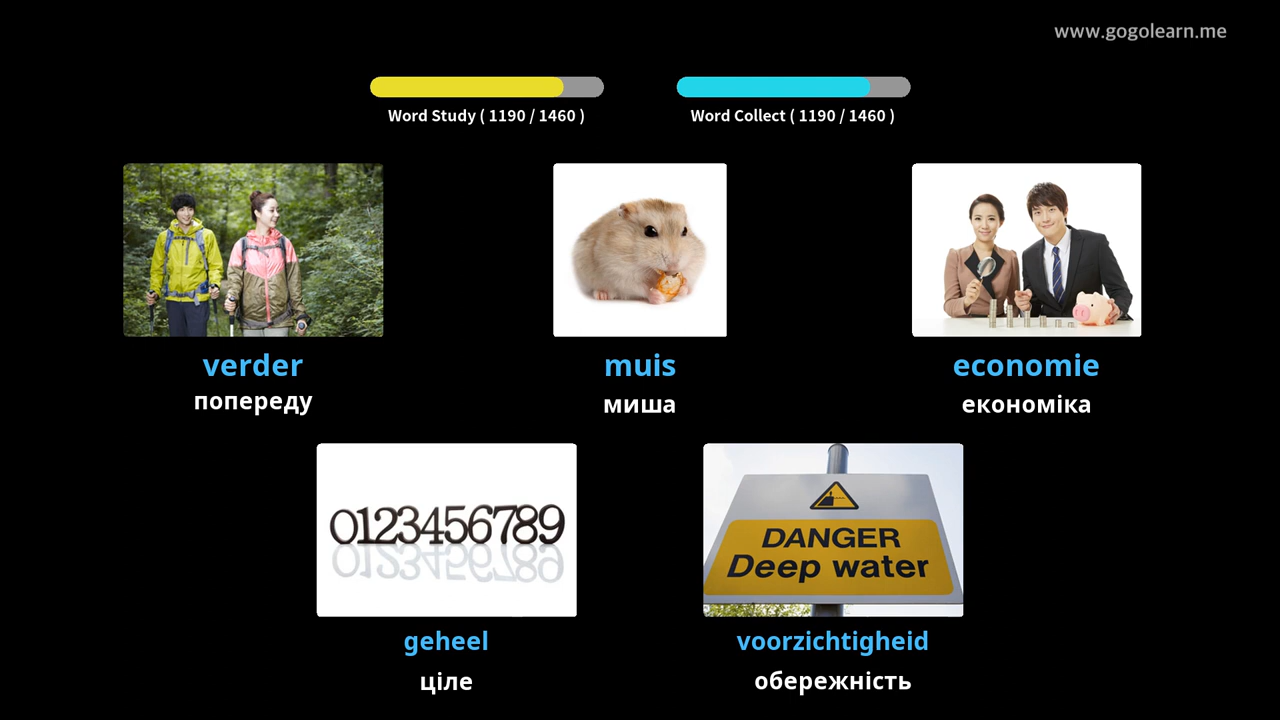 www.gogolearn.me
Word Study ( 1190 / 1460 )
Word Collect ( 1190 / 1460 )
verder
попереду
muis
миша
economie
економіка
0123456789
geheel
ціле
DANGER
Deep water
voorzichtigheid
обережність